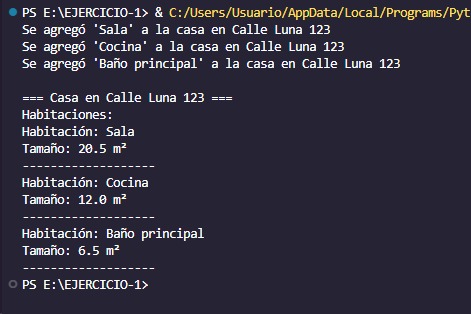 PS E:\EJERCICIO-1> & C:/Users/Usuario/AppData/Local/Programs/Pyt
Se agregó 'Sala' a la casa en Calle Luna 123
Se agregó 'Cocina' a la casa en Calle Luna 123
Se agregó 'Baño principal' a la casa en Calle Luna 123
=== Casa en Calle Luna 123 ===
Habitaciones:
Habitación: Sala
Tamaño: 20.5 m²
-------------------
Habitación: Cocina
Tamaño: 12.0 m²
-------------------
Habitación: Baño principal
Tamaño: 6.5 m²
-------------------
PS E:\EJERCICIO-1>